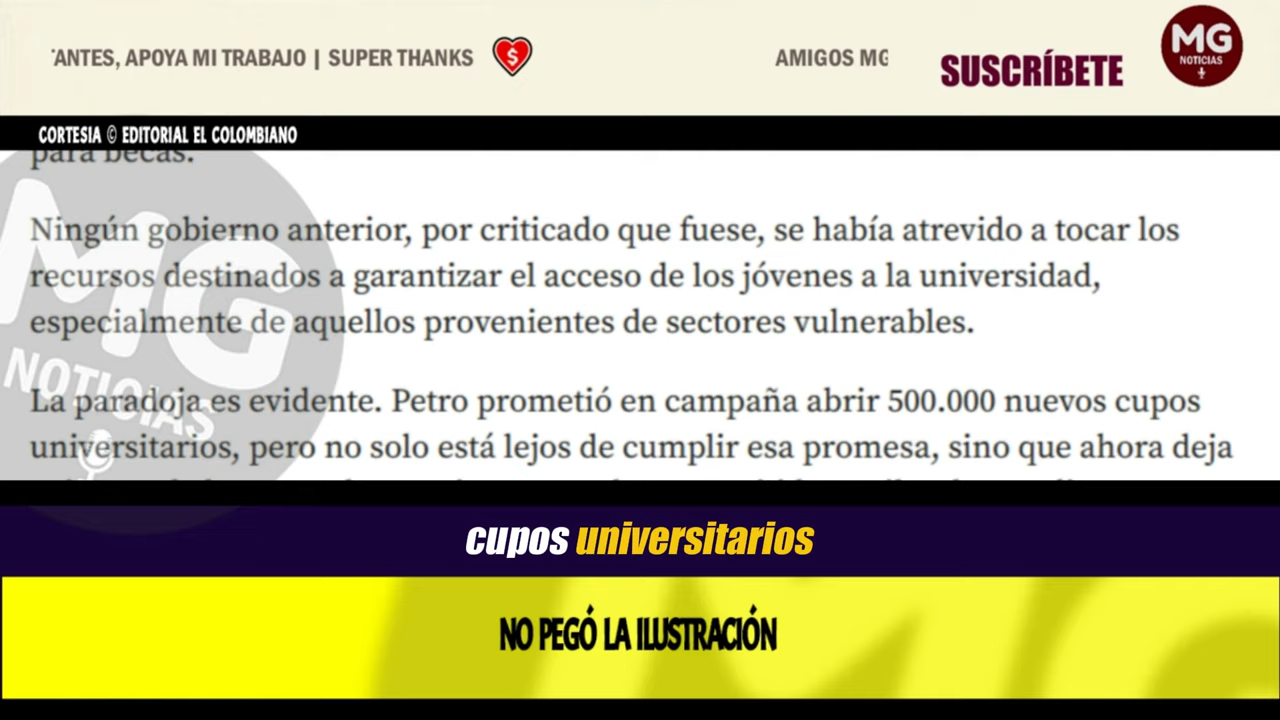 'ANTES, APOYA MI TRABAJO | SUPER THANKS
AMIGOS MG
SUSCRÍBETE
MG
NOTICIAS
CORTESIA © EDITORIAL EL COLOMBIANO
para becas.
Ningún gobierno anterior, por criticado que fuese, se había atrevido a tocar los
recursos destinados a garantizar el acceso de los jóvenes a la universidad,
especialmente de aquellos provenientes de sectores vulnerables.
La paradoja es evidente. Petro prometió en campaña abrir 500.000 nuevos cupos
universitarios, pero no solo está lejos de cumplir esa promesa, sino que ahora deja
MG
NOTICIAS
cupos universitarios
NO PEGÓ LA ILUSTRACIÓN